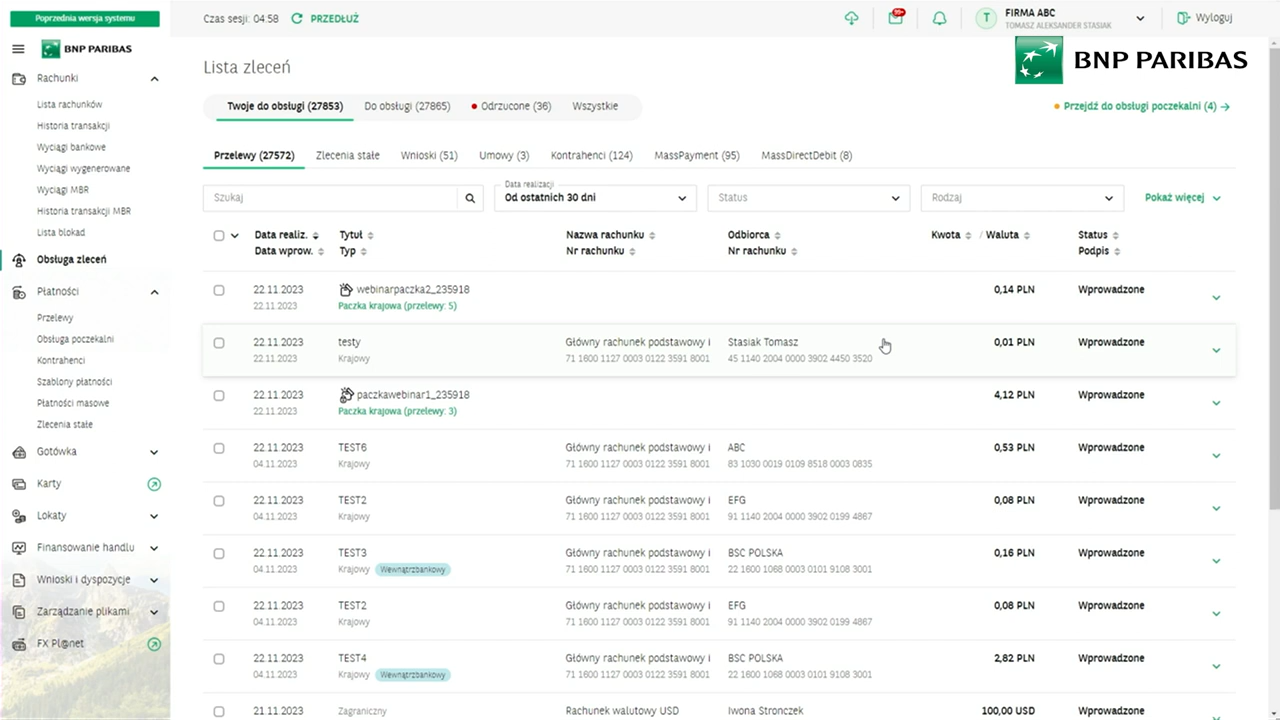 Poprzednia wersja systemu
Czas sesji: 04:58 PRZEDŁUŻ
99+
T FIRMA ABC
TOMASZ ALEKSANDER STASIAK
Wyloguj
BNP PARIBAS
BNP PARIBAS
Rachunki
Lista rachunków
Historia transakcji
Wyciągi bankowe
Wyciągi wygenerowane
Wyciągi MBR
Historia transakcji MBR
Lista blokad
Obsługa zleceń
Płatności
Przelewy
Obsługa poczekalni
Kontrahenci
Szablony płatności
Płatności masowe
Zlecenia stałe
Gotówka
Karty
Lokaty
Finansowanie handlu
Wnioski i dyspozycje
Zarządzanie plikami
FX Pl@net
Lista zleceń
Twoje do obsługi (27853) Do obsługi (27865) Odrzucone (36) Wszystkie
Przejdź do obsługi poczekalni (4) →
Przelewy (27572) Zlecenia stałe Wnioski (51) Umowy (3) Kontrahenci (124) MassPayment (95) MassDirectDebit (8)
Szukaj
Data realizacji
Od ostatnich 30 dni
Status
Rodzaj
Pokaż więcej
Data realiz. Tytuł Nazwa rachunku Odbiorca Kwota / Waluta Status
Data wprow. Typ Nr rachunku Nr rachunku Podpis
22.11.2023 webinarpaczka2_235918 0,14 PLN Wprowadzone
22.11.2023 Paczka krajowa (przelewy: 5)
22.11.2023 testy Główny rachunek podstawowy i Stasiak Tomasz 0,01 PLN Wprowadzone
22.11.2023 Krajowy 71 1600 1127 0003 0122 3591 8001 45 1140 2004 0000 3902 4450 3520
22.11.2023 paczkawebinar1_235918 4,12 PLN Wprowadzone
22.11.2023 Paczka krajowa (przelewy: 3)
22.11.2023 TEST6 Główny rachunek podstawowy i ABC 0,53 PLN Wprowadzone
04.11.2023 Krajowy 71 1600 1127 0003 0122 3591 8001 83 1030 0019 0109 8518 0003 0835
22.11.2023 TEST2 Główny rachunek podstawowy i EFG 0,08 PLN Wprowadzone
04.11.2023 Krajowy 71 1600 1127 0003 0122 3591 8001 91 1140 2004 0000 3902 0199 4867
22.11.2023 TEST3 Główny rachunek podstawowy i BSC POLSKA 0,16 PLN Wprowadzone
04.11.2023 Krajowy Wewnątrzbankowy 71 1600 1127 0003 0122 3591 8001 22 1600 1068 0003 0101 9108 3001
22.11.2023 TEST2 Główny rachunek podstawowy i EFG 0,08 PLN Wprowadzone
04.11.2023 Krajowy 71 1600 1127 0003 0122 3591 8001 91 1140 2004 0000 3902 0199 4867
22.11.2023 TEST4 Główny rachunek podstawowy i BSC POLSKA 2,82 PLN Wprowadzone
04.11.2023 Krajowy Wewnątrzbankowy 71 1600 1127 0003 0122 3591 8001 22 1600 1068 0003 0101 9108 3001
21.11.2023 Zagraniczny Rachunek walutowy USD Iwona Stronczek 100,00 USD Wprowadzone